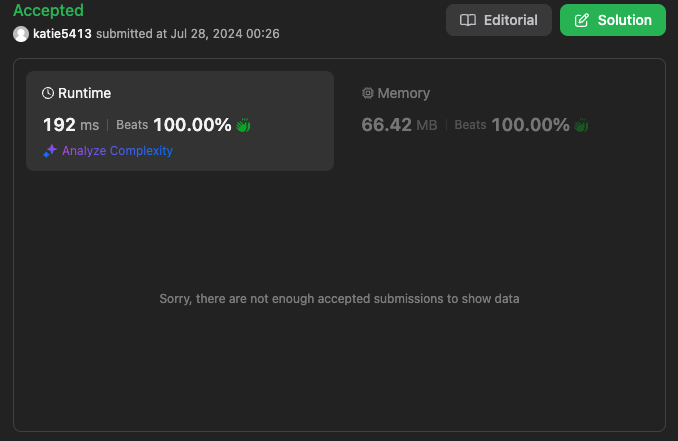 Accepted
Editorial
Solution
katie5413 submitted at Jul 28, 2024 00:26
Runtime
Memory
192 ms | Beats 100.00%
66.42 MB | Beats 100.00%
Analyze Complexity
Sorry, there are not enough accepted submissions to show data